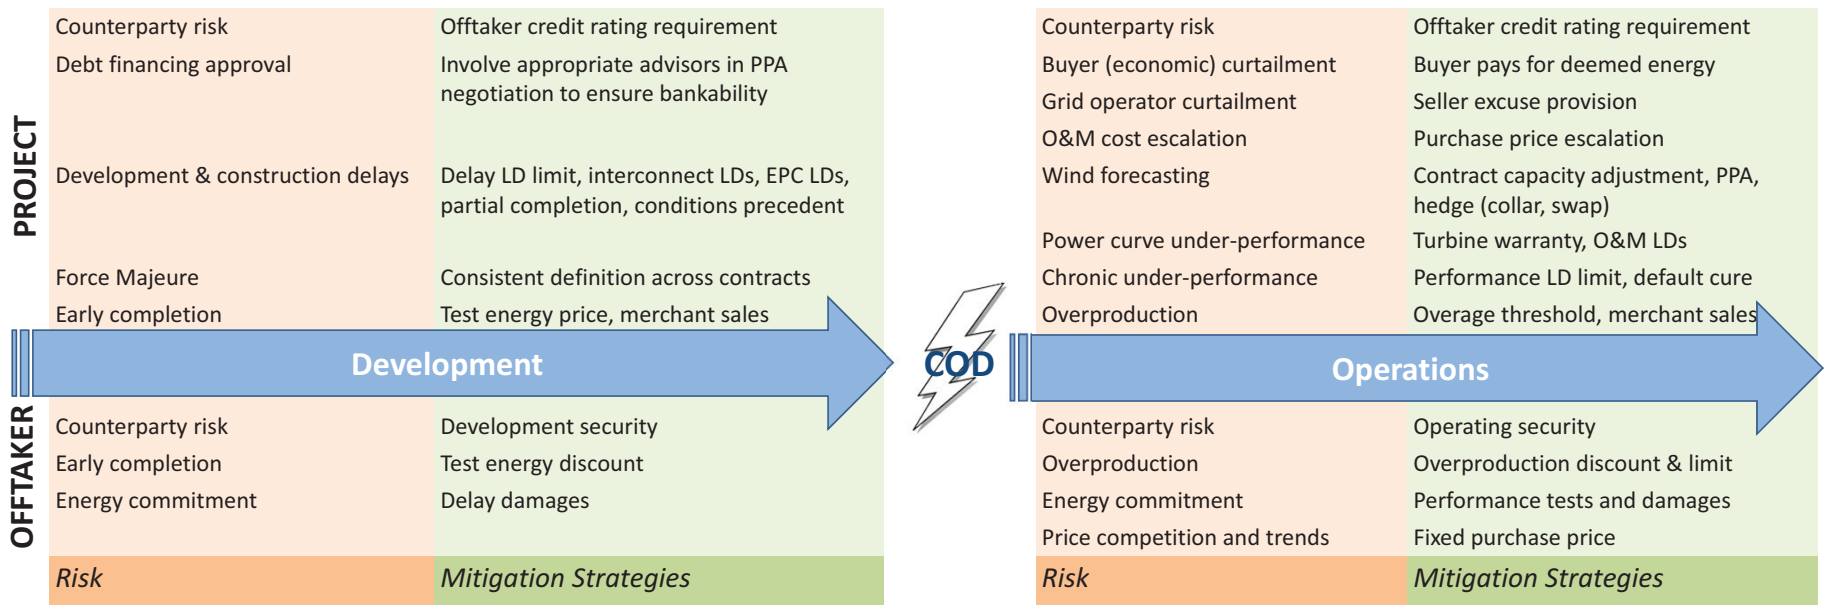 PROJECT
Counterparty risk
Offtaker credit rating requirement
Debt financing approval
Involve appropriate advisors in PPA
negotiation to ensure bankability
Development & construction delays
Delay LD limit, interconnect LDs, EPC LDs,
partial completion, conditions precedent
Force Majeure
Consistent definition across contracts
Early completion
Test energy price, merchant sales
Development
OFFTAKER
Counterparty risk
Development security
Early completion
Test energy discount
Energy commitment
Delay damages
Risk
Mitigation Strategies
COD
Counterparty risk
Offtaker credit rating requirement
Buyer (economic) curtailment
Buyer pays for deemed energy
Grid operator curtailment
Seller excuse provision
O&M cost escalation
Purchase price escalation
Wind forecasting
Contract capacity adjustment, PPA,
hedge (collar, swap)
Power curve under-performance
Turbine warranty, O&M LDs
Chronic under-performance
Performance LD limit, default cure
Overproduction
Overage threshold, merchant sales
Operations
Counterparty risk
Operating security
Overproduction
Overproduction discount & limit
Energy commitment
Performance tests and damages
Price competition and trends
Fixed purchase price
Risk
Mitigation Strategies